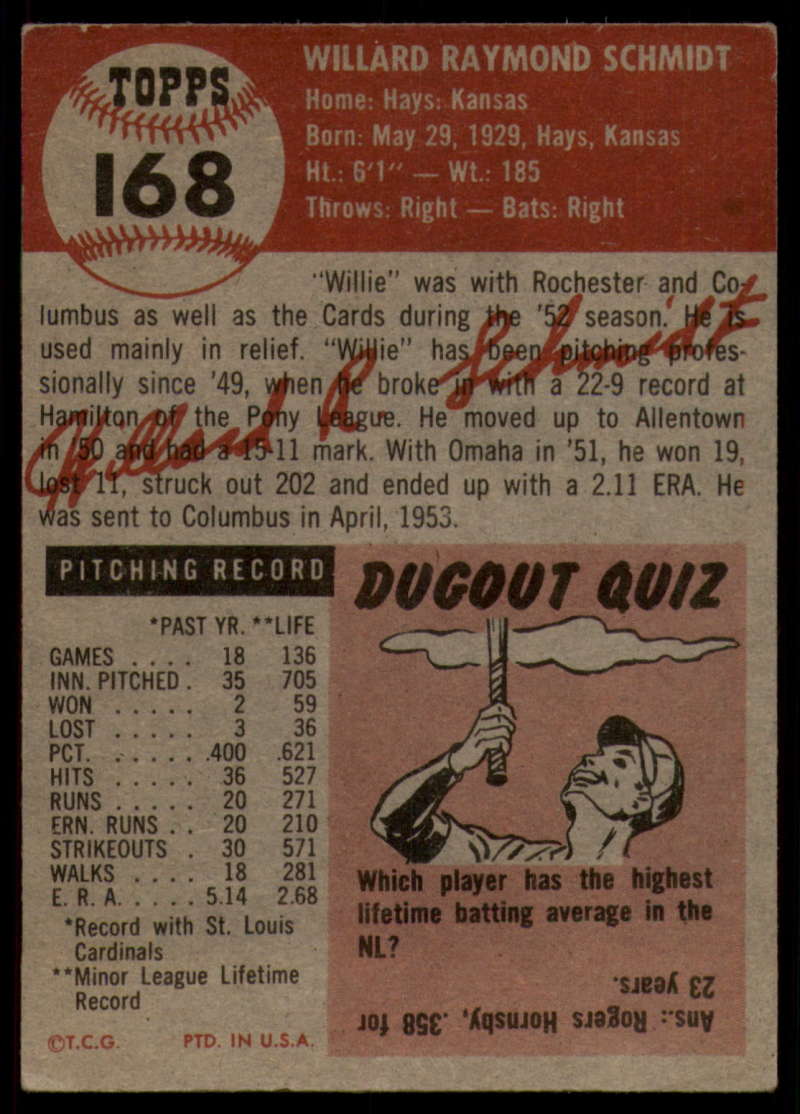 TOPPS
168
WILLARD RAYMOND SCHMIDT
Home: Hays: Kansas
Born: May 29, 1929, Hays, Kansas
Ht.: 6'1" — Wt.: 185
Throws: Right — Bats: Right
"Willie" was with Rochester and Co-
lumbus as well as the Cards during the '52 season. He is
used mainly in relief. "Willie" has been pitching profes-
sionally since '49, when he broke in with a 22-9 record at
Hamilton of the Pony League. He moved up to Allentown
in '50 and had a 15-11 mark. With Omaha in '51, he won 19,
lost 11, struck out 202 and ended up with a 2.11 ERA. He
was sent to Columbus in April, 1953.
Willard R. Schmidt
PITCHING RECORD
*PAST YR. **LIFE
GAMES . . . . 18 136
INN. PITCHED . 35 705
WON . . . . . 2 59
LOST . . . . . 3 36
PCT. . . . . . .400 .621
HITS . . . . . 36 527
RUNS . . . . . 20 271
ERN. RUNS . . 20 210
STRIKEOUTS . 30 571
WALKS . . . . 18 281
E. R. A. . . . . 5.14 2.68
*Record with St. Louis
Cardinals
**Minor League Lifetime
Record
©T.C.G. PTD. IN U.S.A.
DUGOUT QUIZ
Which player has the highest
lifetime batting average in the
NL?
Ans.: Rogers Hornsby, .358 for
23 years.